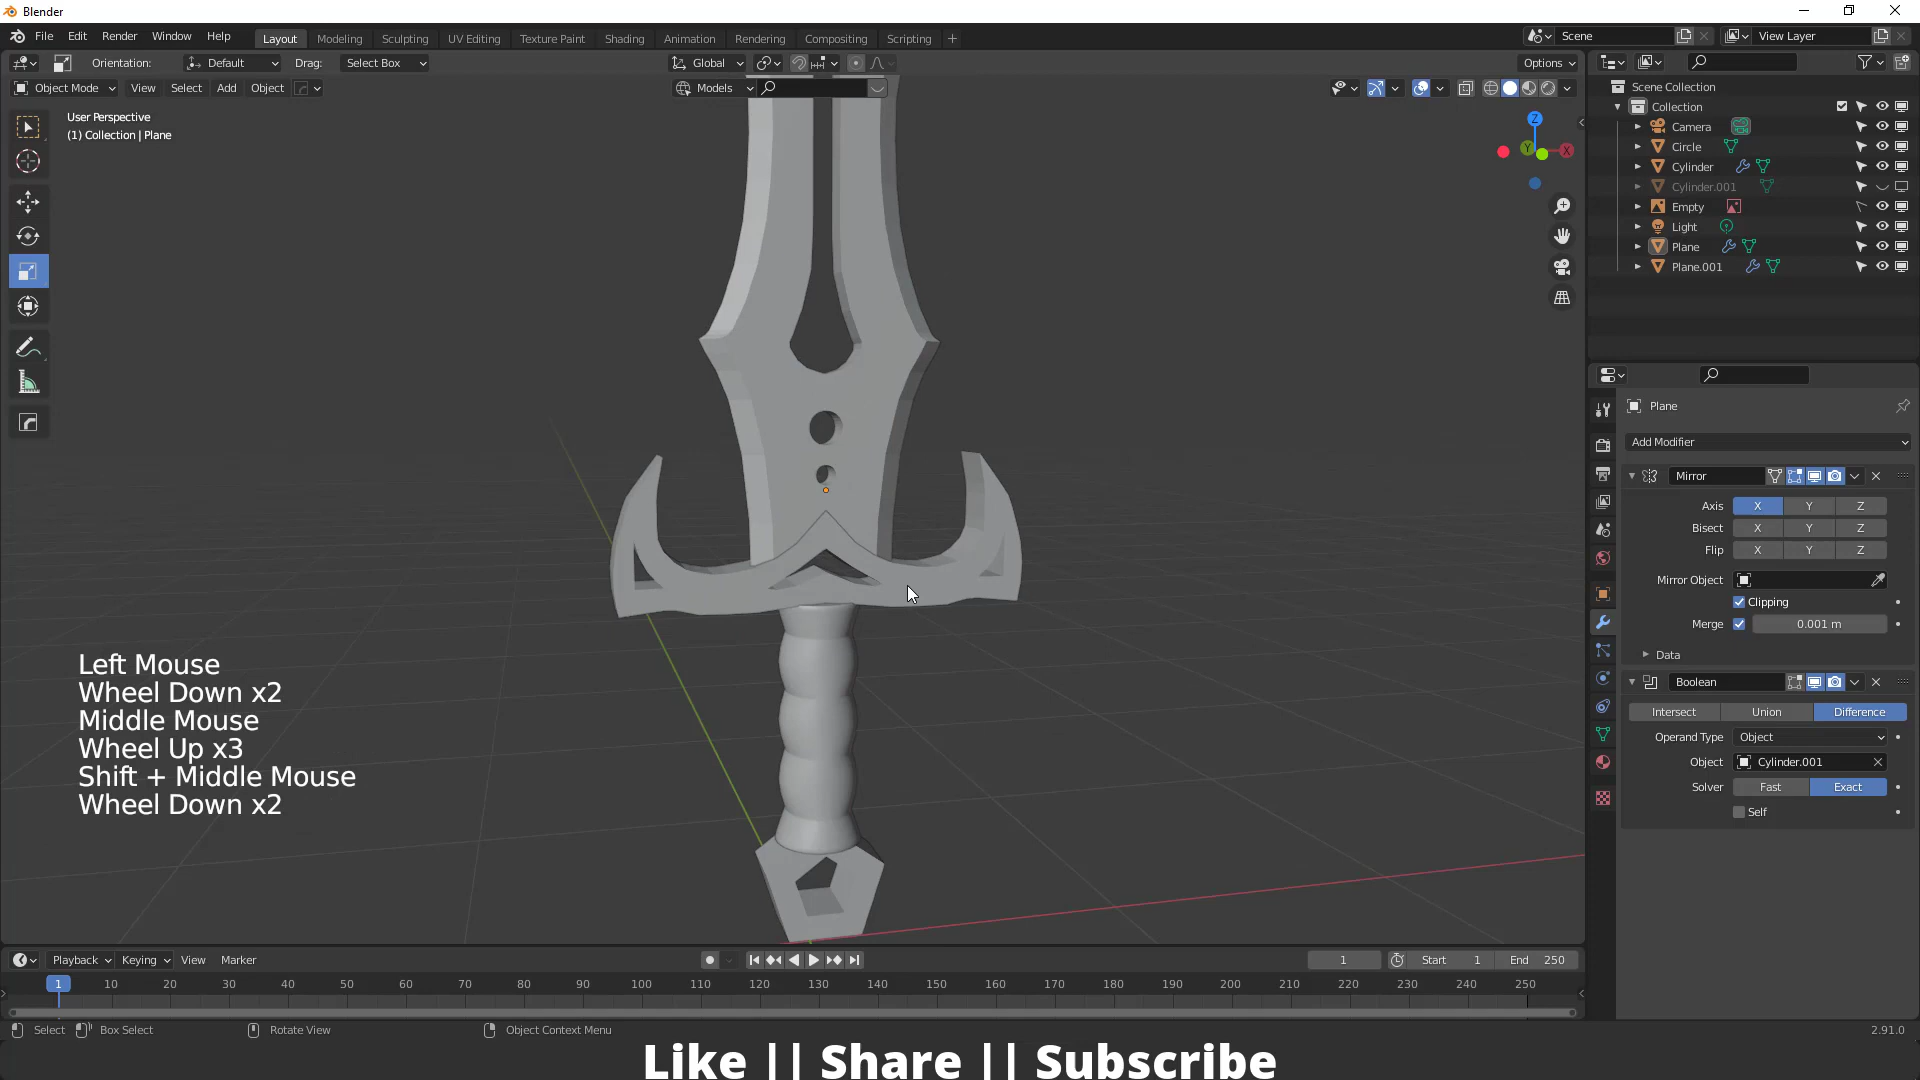 Blender
File Edit Render Window Help
Layout Modeling Sculpting UV Editing Texture Paint Shading Animation Rendering Compositing Scripting +
Scene
View Layer
Orientation: Default Drag: Select Box
Global
Options
Object Mode View Select Add Object
Models
User Perspective
(1) Collection | Plane
Z
Y
X
Scene Collection
Collection
Camera
Circle
Cylinder
Cylinder.001
Empty
Light
Plane
Plane.001
Plane
Add Modifier
Mirror
Axis X Y Z
Bisect X Y Z
Flip X Y Z
Mirror Object
Clipping
Merge 0.001 m
Data
Boolean
Intersect Union Difference
Operand Type Object
Object Cylinder.001
Solver Fast Exact
Self
Left Mouse
Wheel Down x2
Middle Mouse
Wheel Up x3
Shift + Middle Mouse
Wheel Down x2
Playback Keying View Marker
1 Start 1 End 250
1 10 20 30 40 50 60 70 80 90 100 110 120 130 140 150 160 170 180 190 200 210 220 230 240 250
Select Box Select Rotate View Object Context Menu 2.91.0
Like || Share || Subscribe